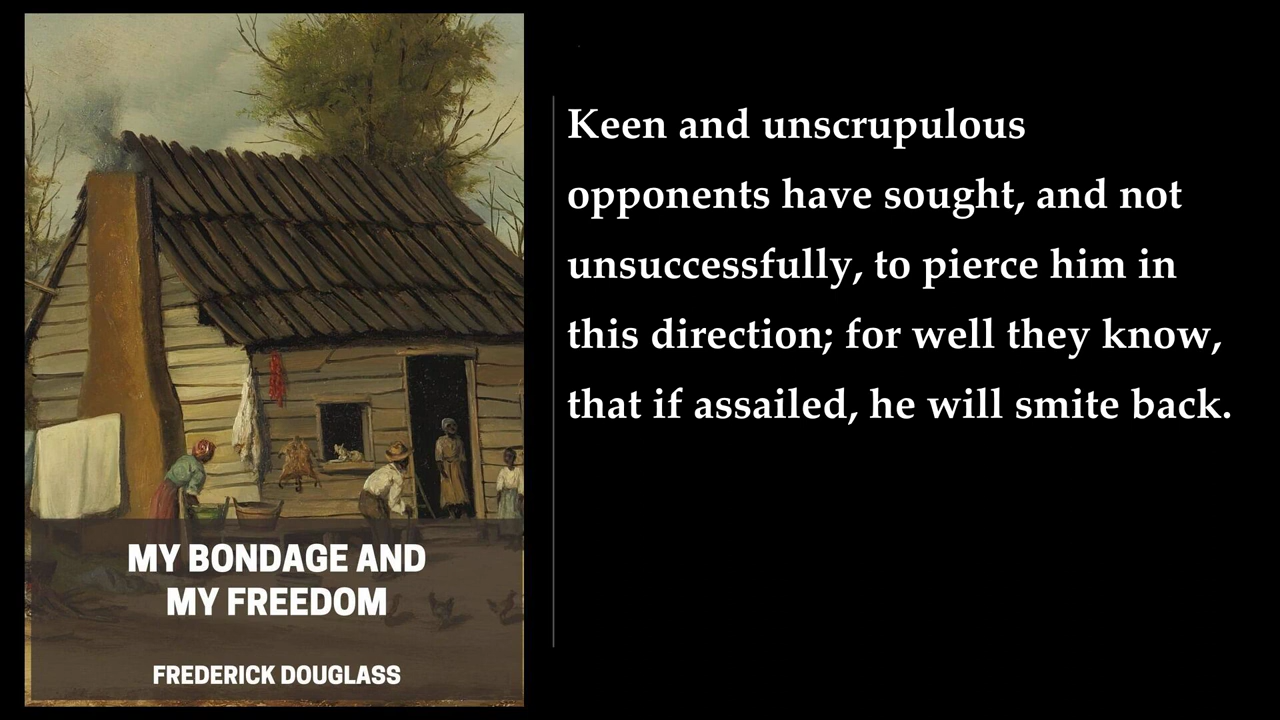 MY BONDAGE AND
MY FREEDOM
FREDERICK DOUGLASS
Keen and unscrupulous
opponents have sought, and not
unsuccessfully, to pierce him in
this direction; for well they know,
that if assailed, he will smite back.